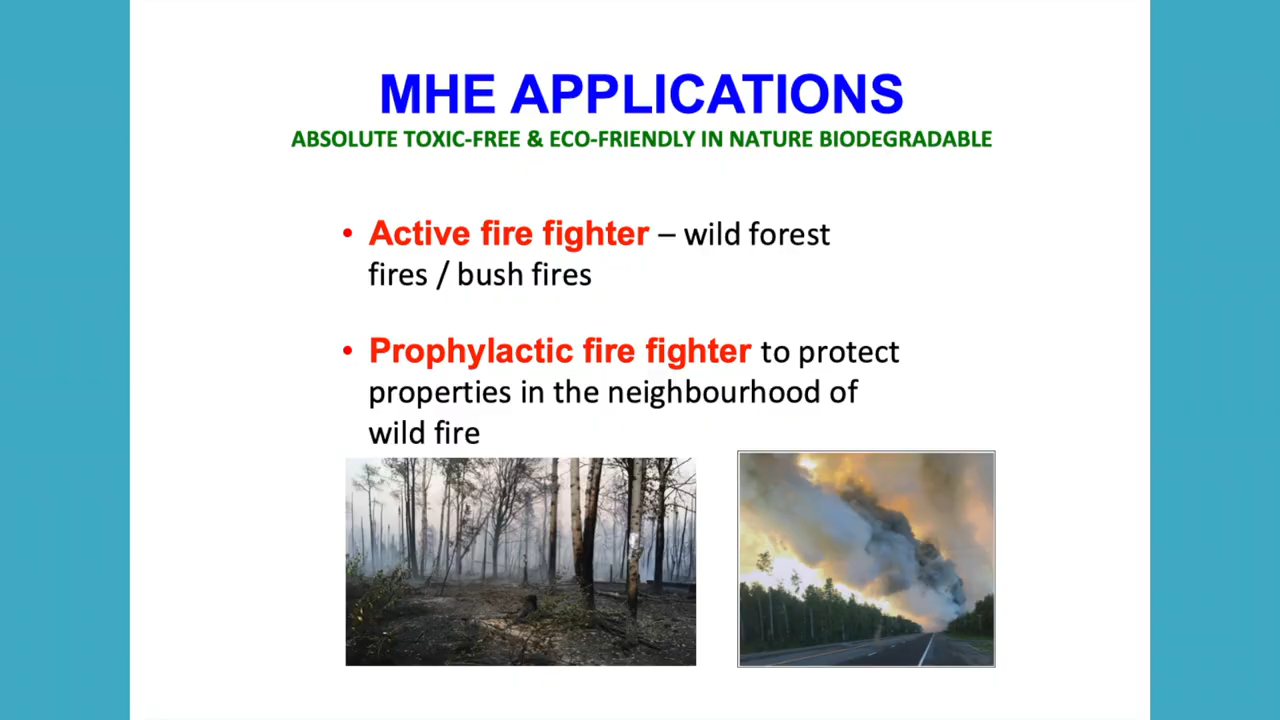 MHE APPLICATIONS
ABSOLUTE TOXIC-FREE & ECO-FRIENDLY IN NATURE BIODEGRADABLE
• Active fire fighter – wild forest
fires / bush fires
• Prophylactic fire fighter to protect
properties in the neighbourhood of
wild fire